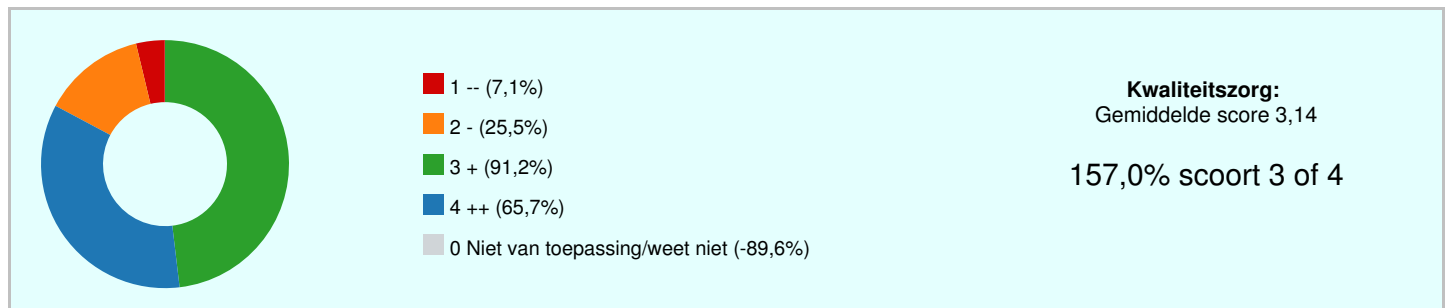 1 -- (7,1%)
2 - (25,5%)
3 + (91,2%)
4 ++ (65,7%)
0 Niet van toepassing/weet niet (-89,6%)
Kwaliteitszorg:
Gemiddelde score 3,14
157,0% scoort 3 of 4